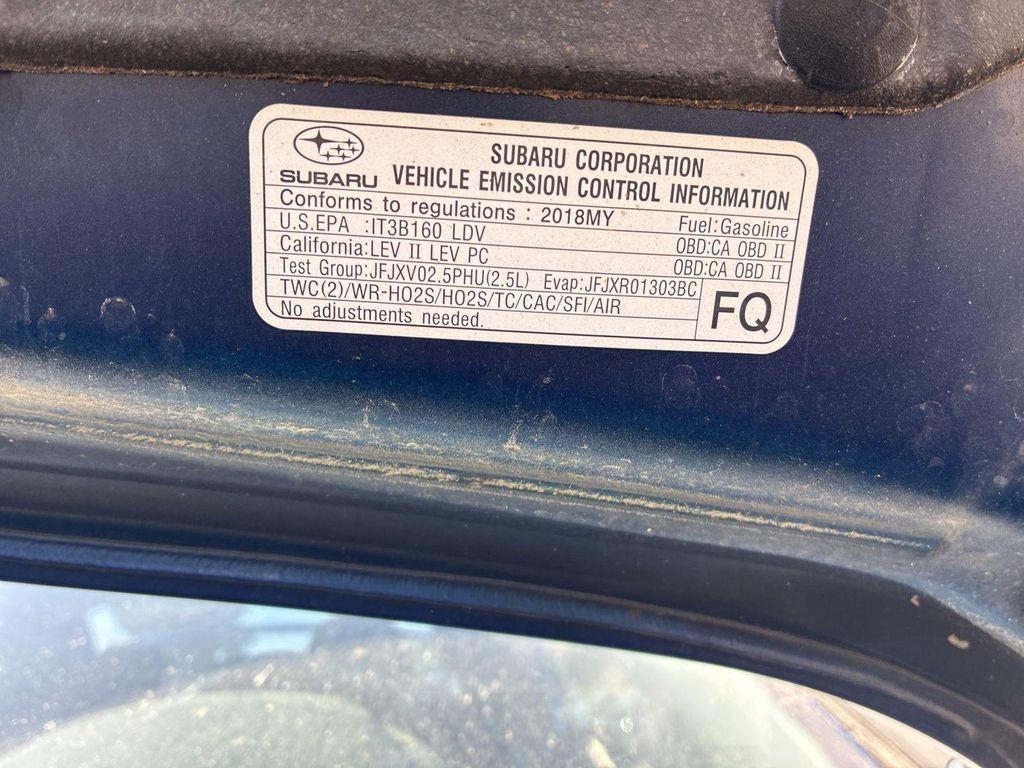 SUBARU
SUBARU CORPORATION
VEHICLE EMISSION CONTROL INFORMATION
Conforms to regulations : 2018MY Fuel:Gasoline
U.S.EPA :IT3B160 LDV OBD:CA OBD II
California:LEV II LEV PC OBD:CA OBD II
Test Group:JFJXV02.5PHU(2.5L) Evap:JFJXR01303BC
TWC(2)/WR-HO2S/HO2S/TC/CAC/SFI/AIR
No adjustments needed.
FQ